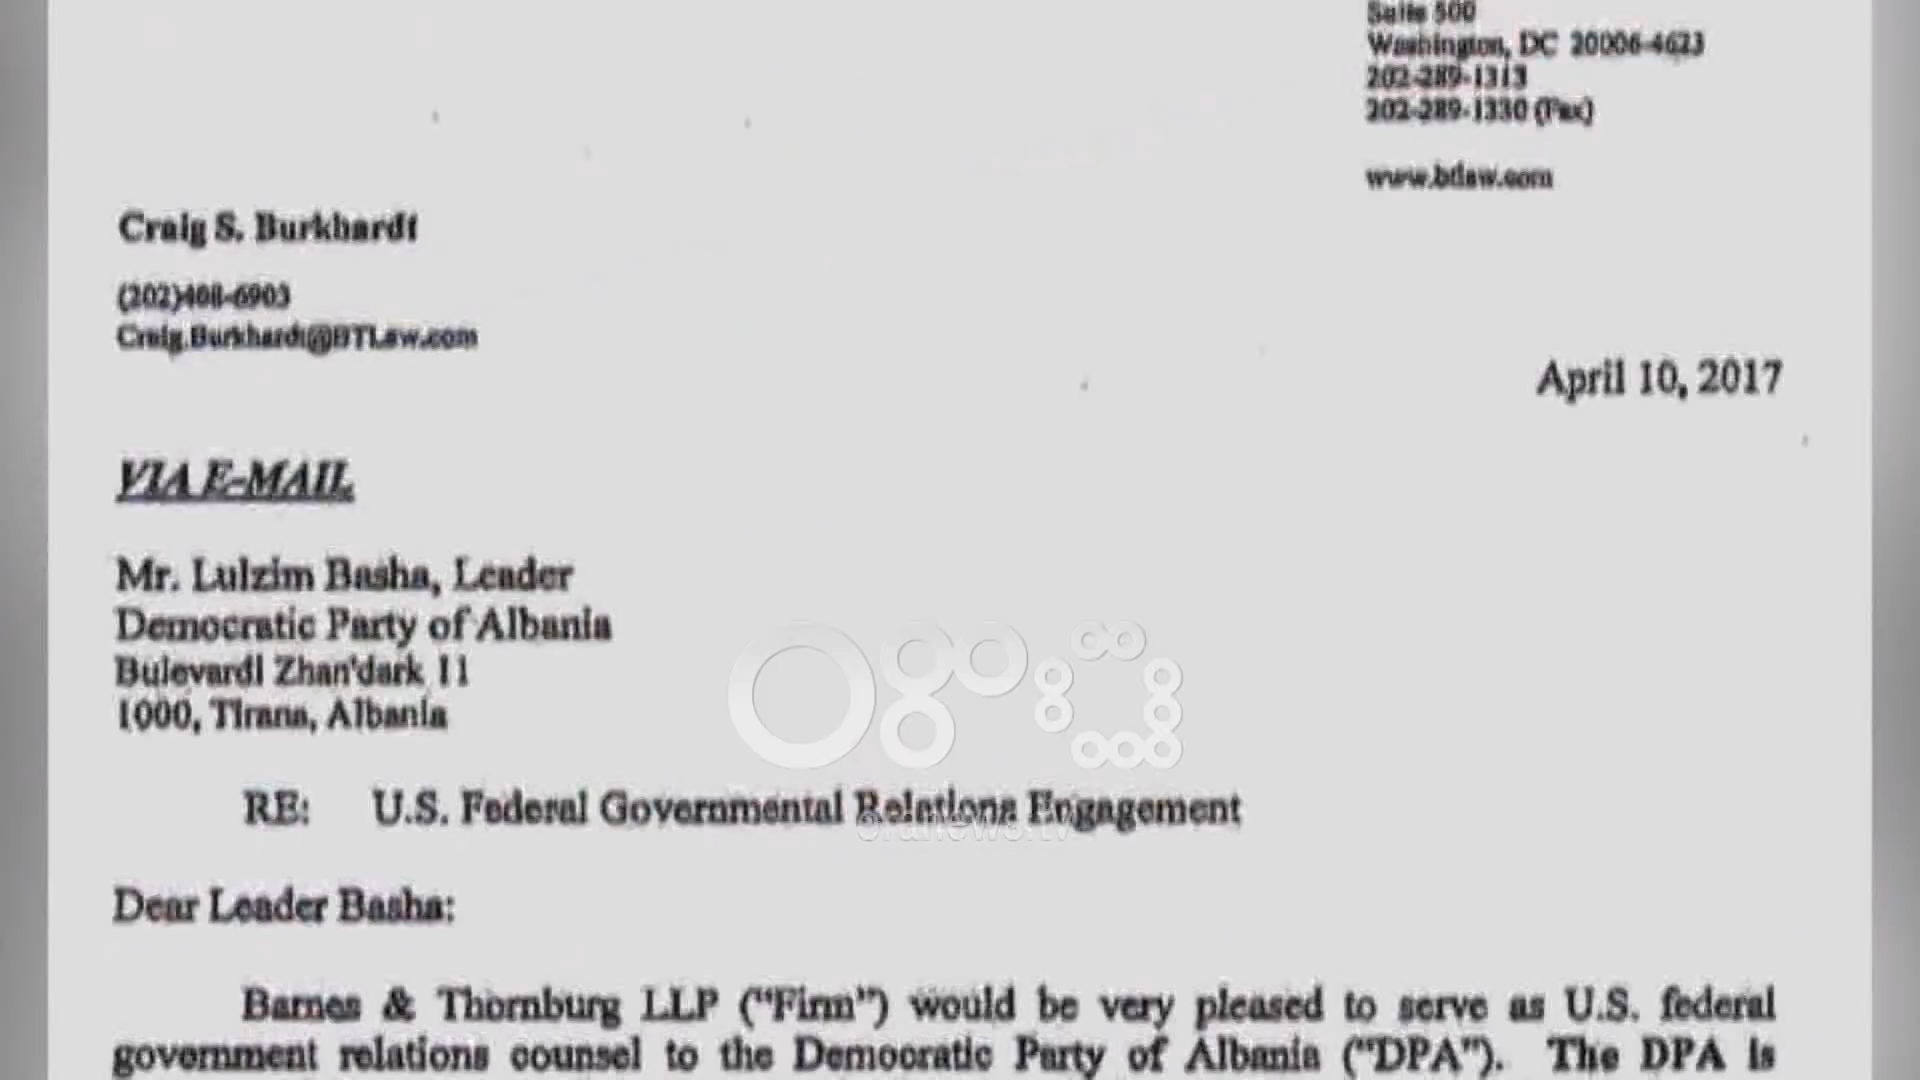 Suite 500
Washington, DC 20006-4623
202-289-1313
202-289-1330 (Fax)
www.btlaw.com
Craig S. Burkhardt
(202)408-6903
Craig.Burkhardt@BTLaw.com
April 10, 2017
VIA E-MAIL
Mr. Lulzim Basha, Leader
Democratic Party of Albania
Bulevardi Zhan'dark 11
1000, Tirana, Albania
RE: U.S. Federal Governmental Relations Engagement
oranews.tv
Dear Leader Basha:
Barnes & Thornburg LLP ("Firm") would be very pleased to serve as U.S. federal
government relations counsel to the Democratic Party of Albania ("DPA"). The DPA is